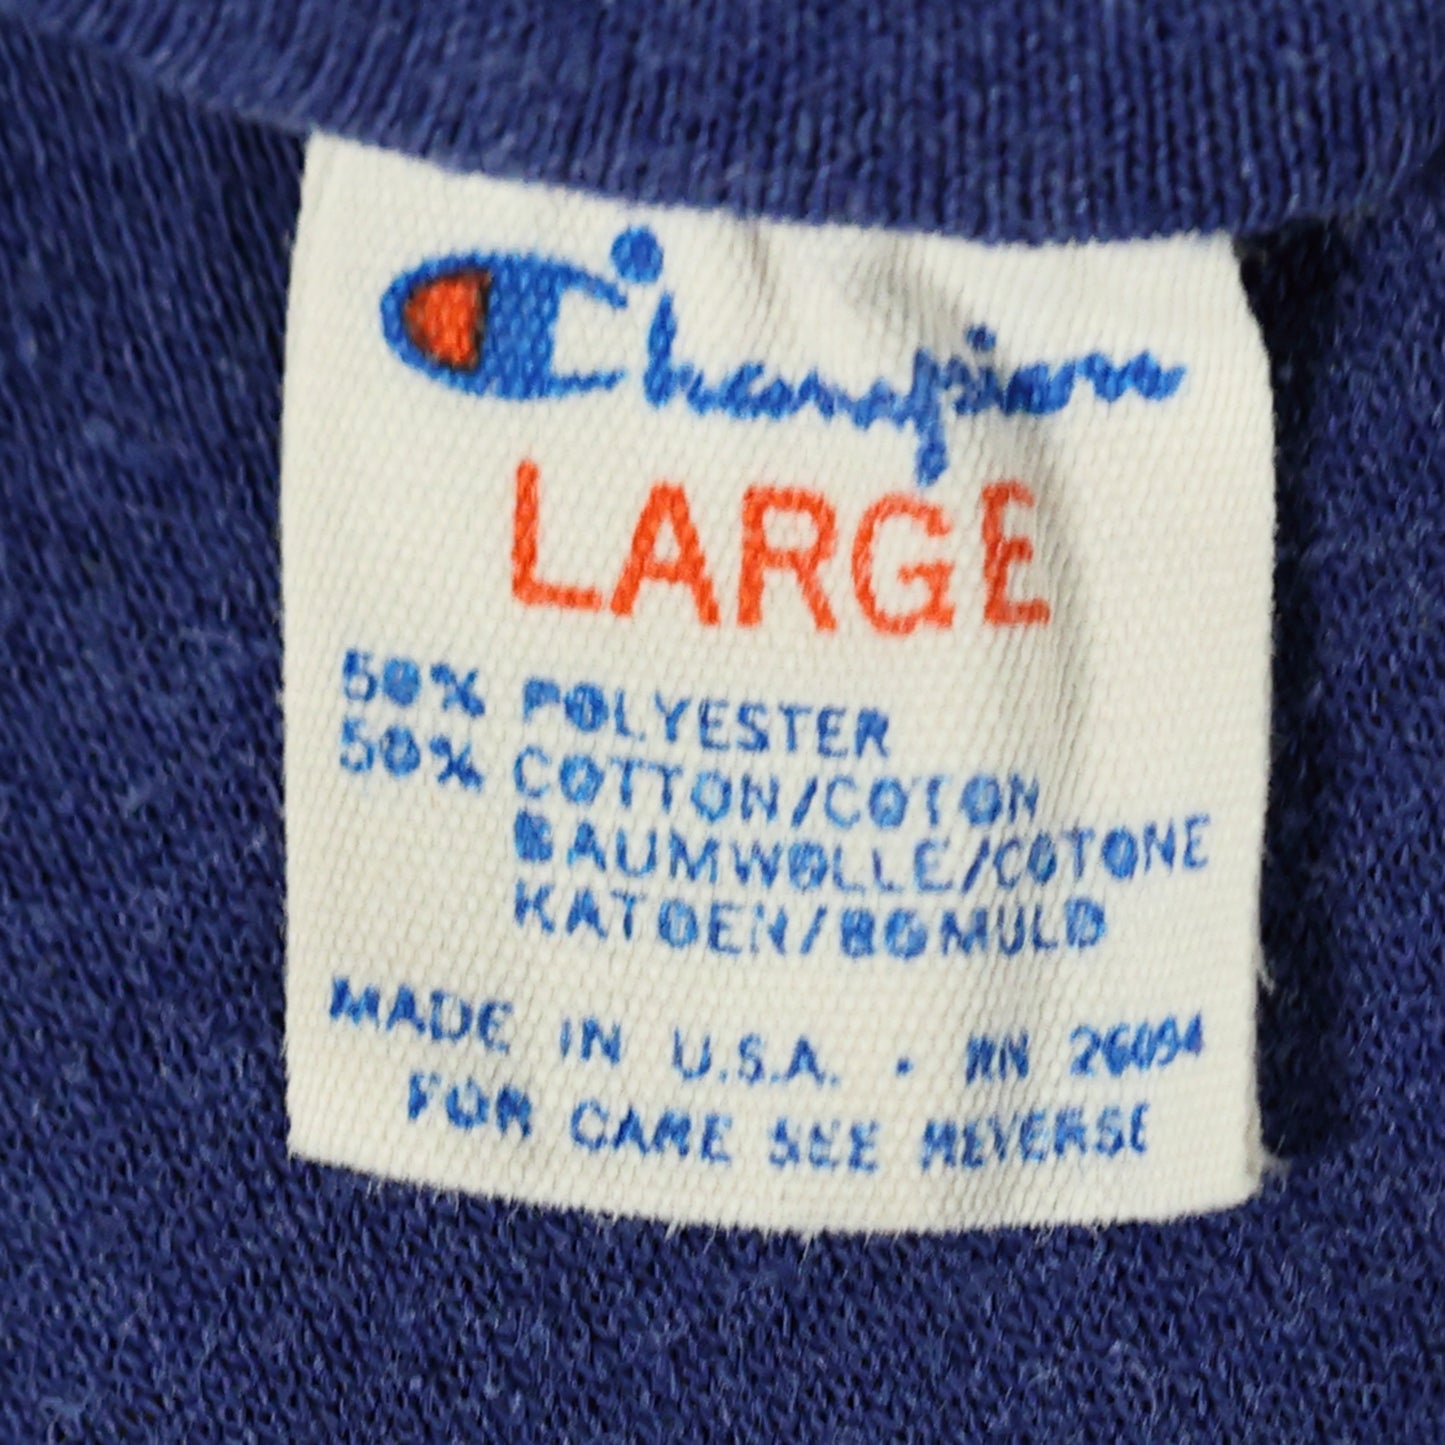 Champion
LARGE
50% POLYESTER
50% COTTON/COTON
BAUMWOLLE/COTONE
KATOEN/BOMULD
MADE IN U.S.A. • RN 26094
FOR CARE SEE REVERSE